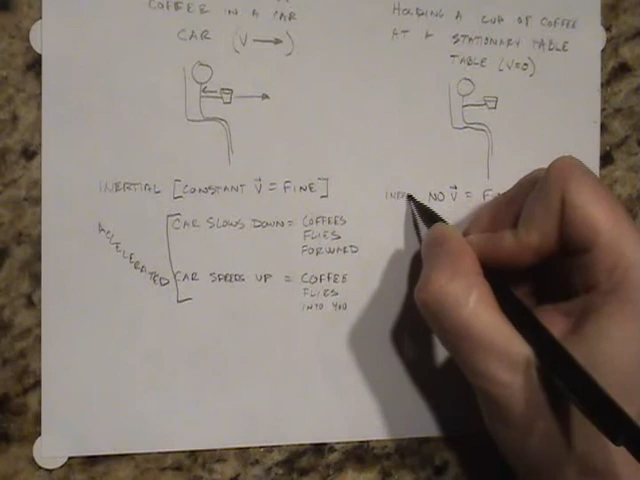 COFFEE IN A CAR
CAR (V →)
INERTIAL [CONSTANT V⃗ = FINE]
ACCELERATED
CAR SLOWS DOWN = COFFEES
FLIES
FORWARD
CAR SPEEDS UP = COFFEE
FLIES
INTO YOU
HOLDING A CUP OF COFFEE
AT A STATIONARY TABLE
TABLE (V=0)
NO V⃗ =